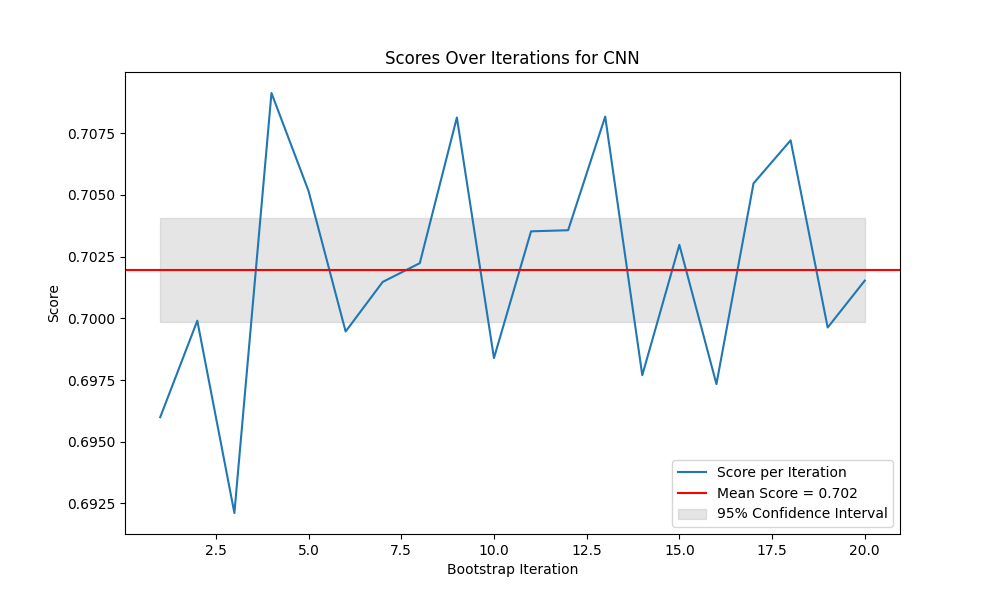 Scores Over Iterations for CNN
Score
0.7075
0.7050
0.7025
0.7000
0.6975
0.6950
0.6925
2.5 5.0 7.5 10.0 12.5 15.0 17.5 20.0
Bootstrap Iteration
Score per Iteration
Mean Score = 0.702
95% Confidence Interval